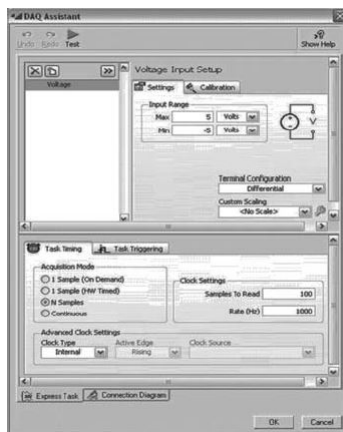 DAQ Assistant
Undo Redo Test
Show Help
Voltage
Voltage Input Setup
Settings Calibration
Input Range
Max 5 Volts
Min -5 Volts
V
Terminal Configuration
Differential
Custom Scaling
<No Scale>
Task Timing Task Triggering
Acquisition Mode
1 Sample (On Demand)
1 Sample (HW Timed)
N Samples
Continuous
Clock Settings
Samples To Read 100
Rate (Hz) 1000
Advanced Clock Settings
Clock Type Active Edge Clock Source
Internal Rising
Express Task Connection Diagram
OK Cancel